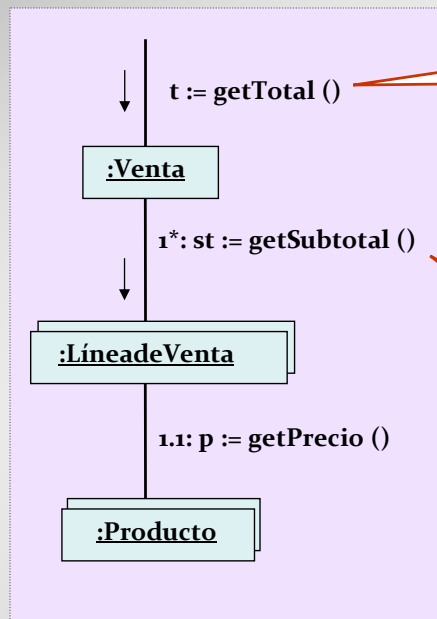 t := getTotal ()
:Venta
1*: st := getSubtotal ()
:LíneadeVenta
1.1: p := getPrecio ()
:Producto